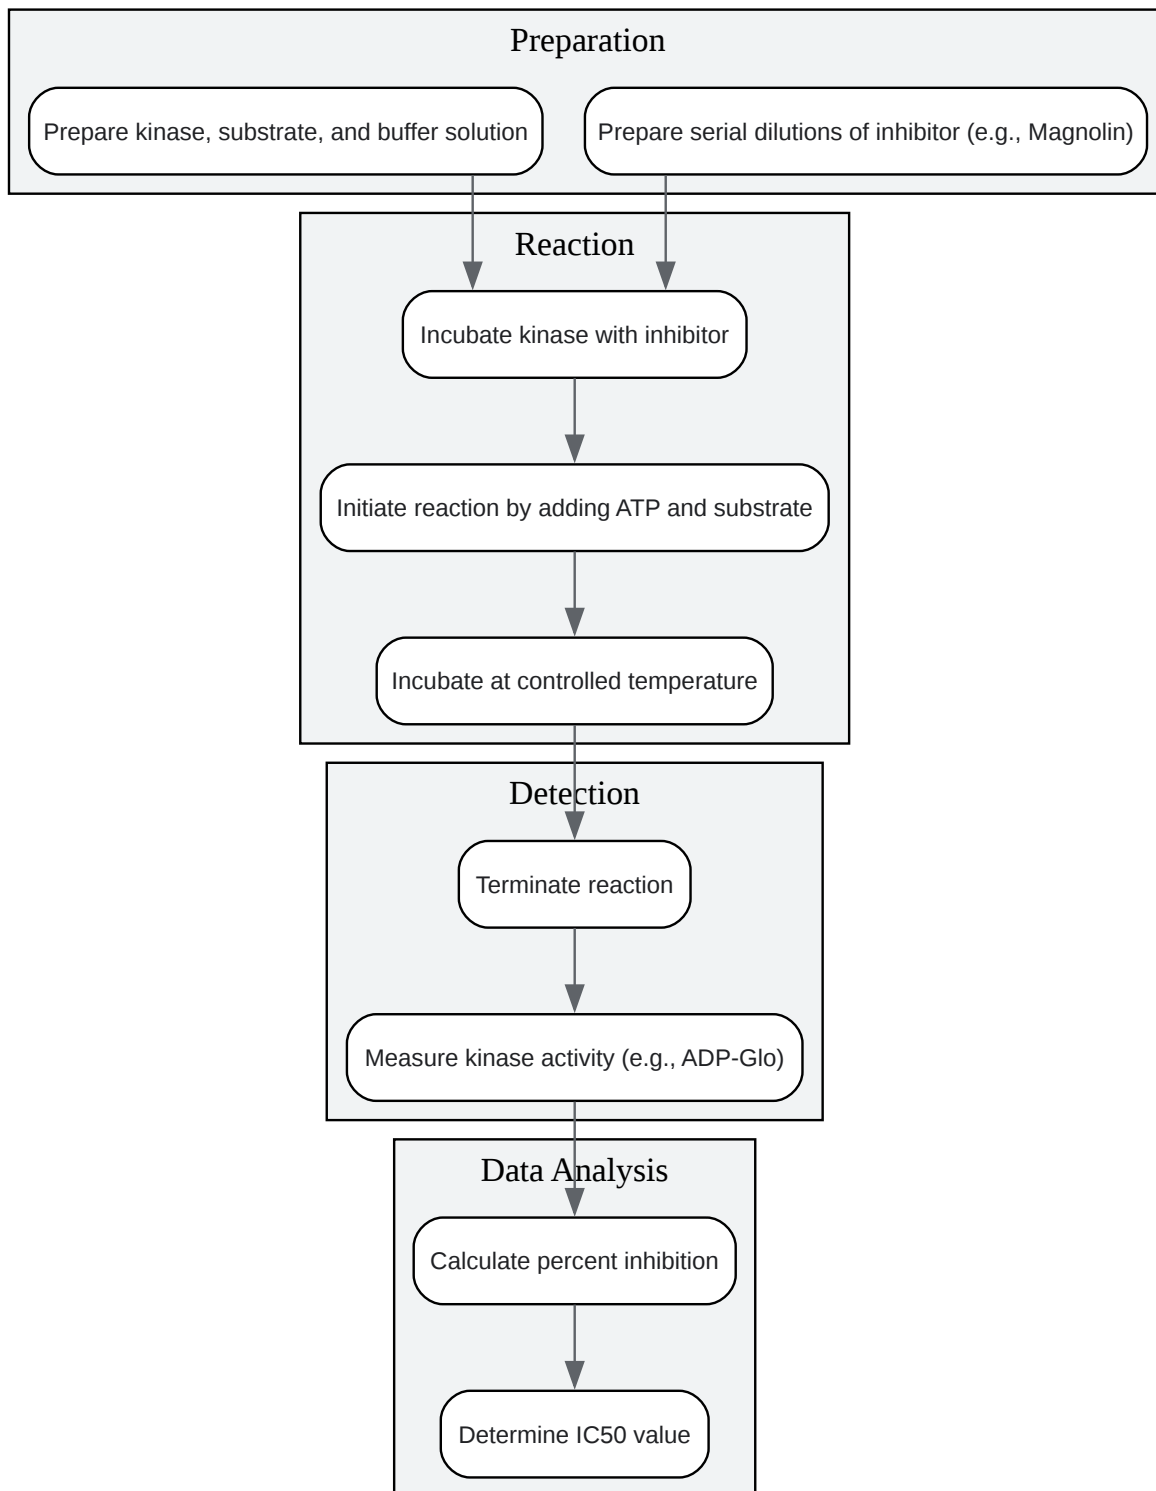 Preparation
Prepare kinase, substrate, and buffer solution
Prepare serial dilutions of inhibitor (e.g., Magnolin)
Reaction
Incubate kinase with inhibitor
Initiate reaction by adding ATP and substrate
Incubate at controlled temperature
Detection
Terminate reaction
Measure kinase activity (e.g., ADP-Glo)
Data Analysis
Calculate percent inhibition
Determine IC50 value